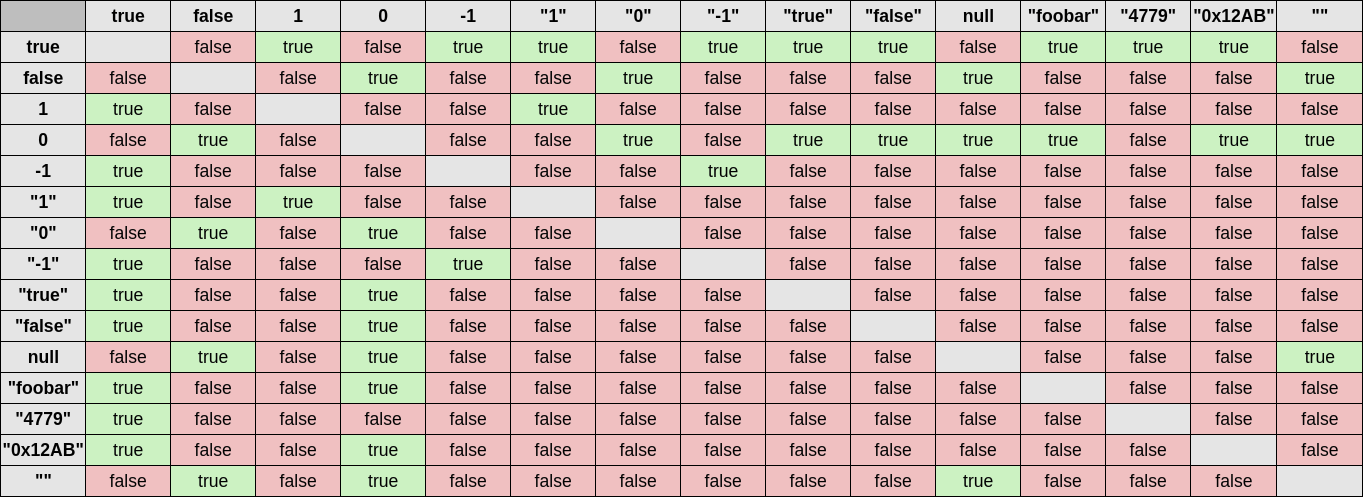 true false 1 0 -1 "1" "0" "-1" "true" "false" null "foobar" "4779" "0x12AB" ""
true false true false true true false true true true false true true true false
false false false true false false true false false false true false false false true
1 true false false false true false false false false false false false false false
0 false true false false false true false true true true true false true true
-1 true false false false false false true false false false false false false false
"1" true false true false false false false false false false false false false false
"0" false true false true false false false false false false false false false false
"-1" true false false false true false false false false false false false false false
"true" true false false true false false false false false false false false false false
"false" true false false true false false false false false false false false false false
null false true false true false false false false false false false false false true
"foobar" true false false true false false false false false false false false false false
"4779" true false false false false false false false false false false false false false
"0x12AB" true false false true false false false false false false false false false false
"" false true false true false false false false false false true false false false